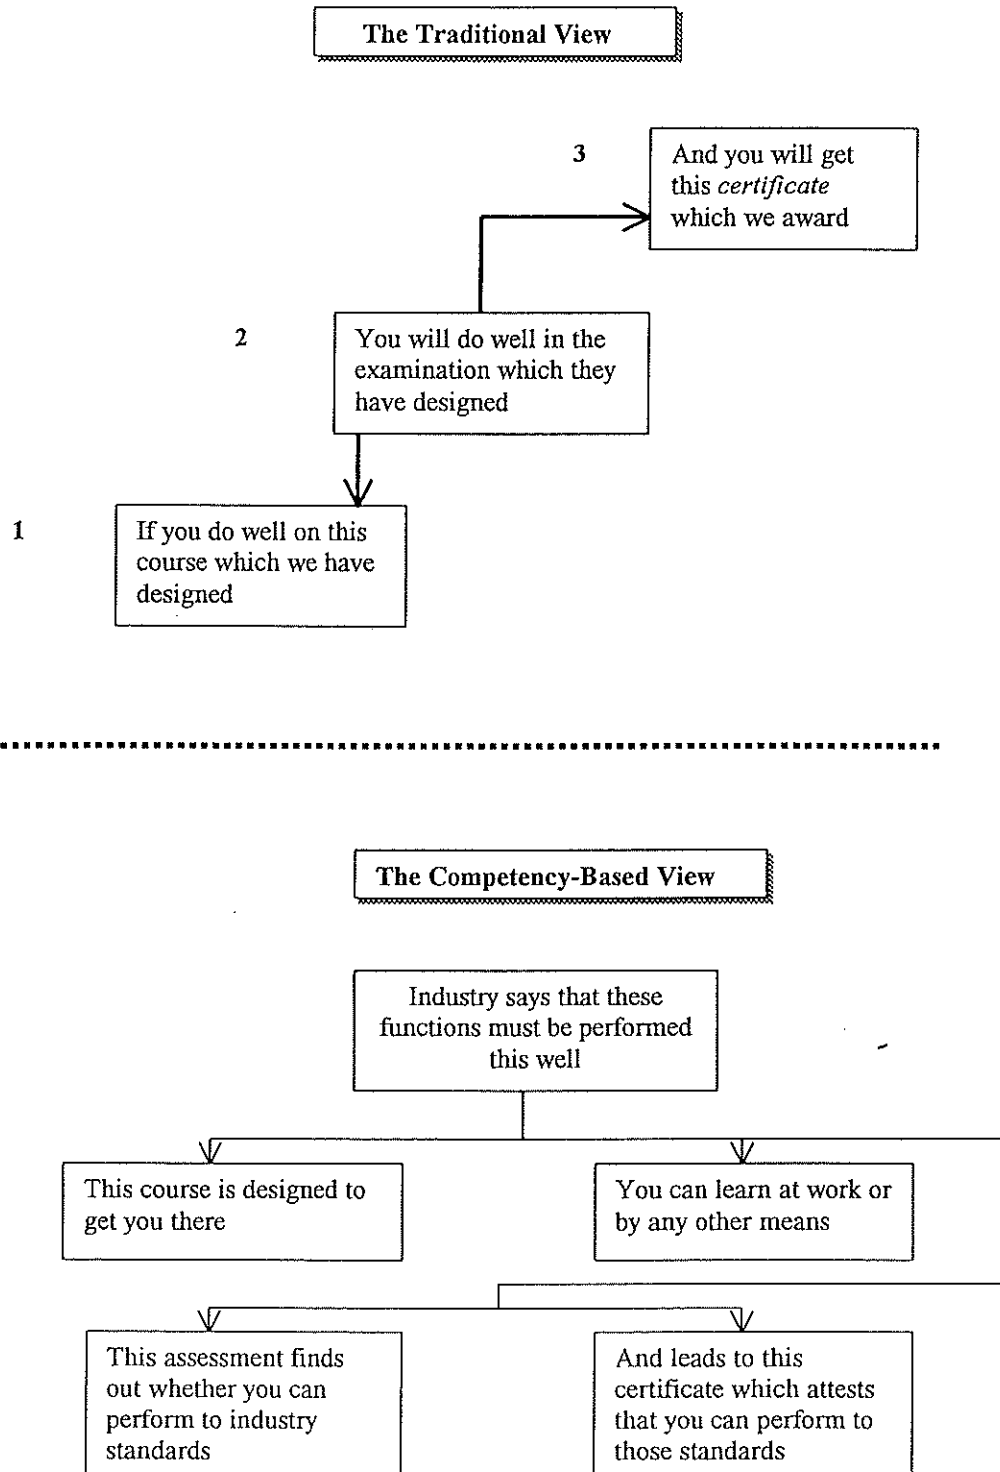 The Traditional View
3
And you will get
this certificate
which we award
2
You will do well in the
examination which they
have designed
1
If you do well on this
course which we have
designed
The Competency-Based View
Industry says that these
functions must be performed
this well
This course is designed to
get you there
You can learn at work or
by any other means
This assessment finds
out whether you can
perform to industry
standards
And leads to this
certificate which attests
that you can perform to
those standards